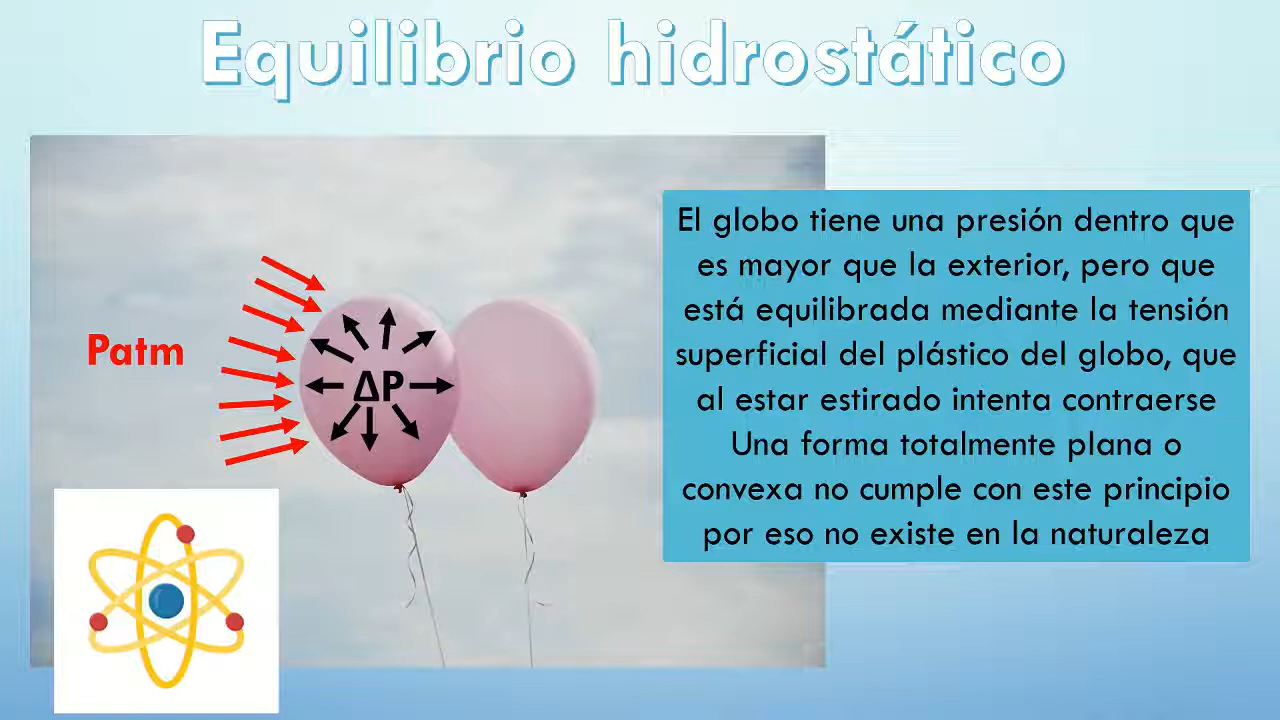 Equilibrio hidrostático
Patm
ΔP
El globo tiene una presión dentro que
es mayor que la exterior, pero que
está equilibrada mediante la tensión
superficial del plástico del globo, que
al estar estirado intenta contraerse
Una forma totalmente plana o
convexa no cumple con este principio
por eso no existe en la naturaleza